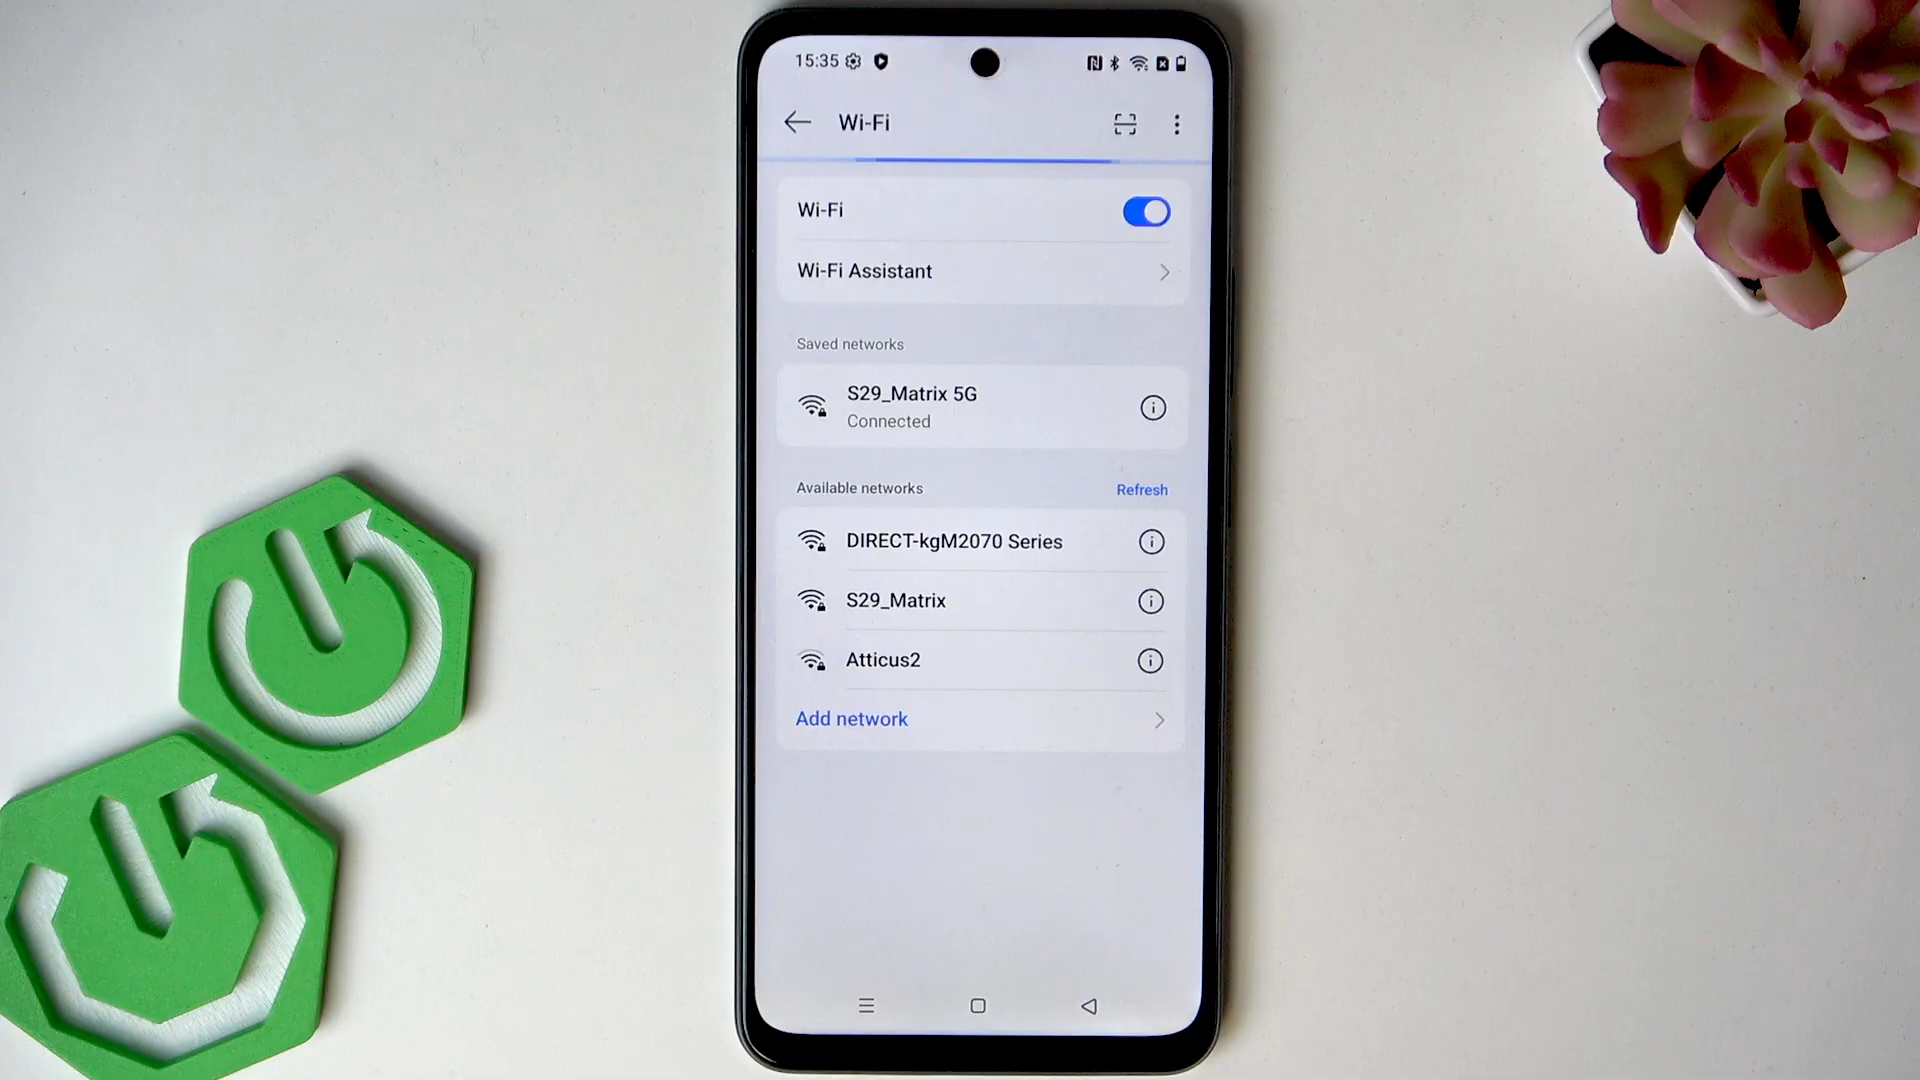 15:35
Wi-Fi
Wi-Fi
Wi-Fi Assistant
Saved networks
S29_Matrix 5G
Connected
Available networks
Refresh
DIRECT-kgM2070 Series
S29_Matrix
Atticus2
Add network